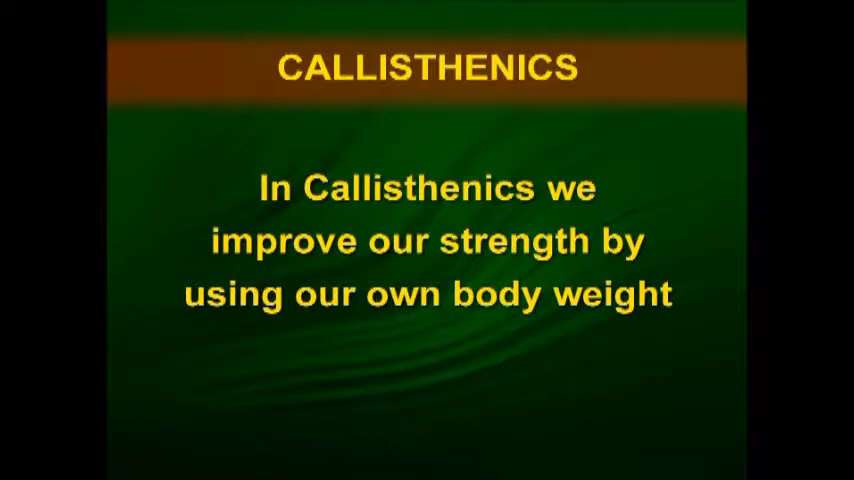 CALLISTHENICS
In Callisthenics we
improve our strength by
using our own body weight